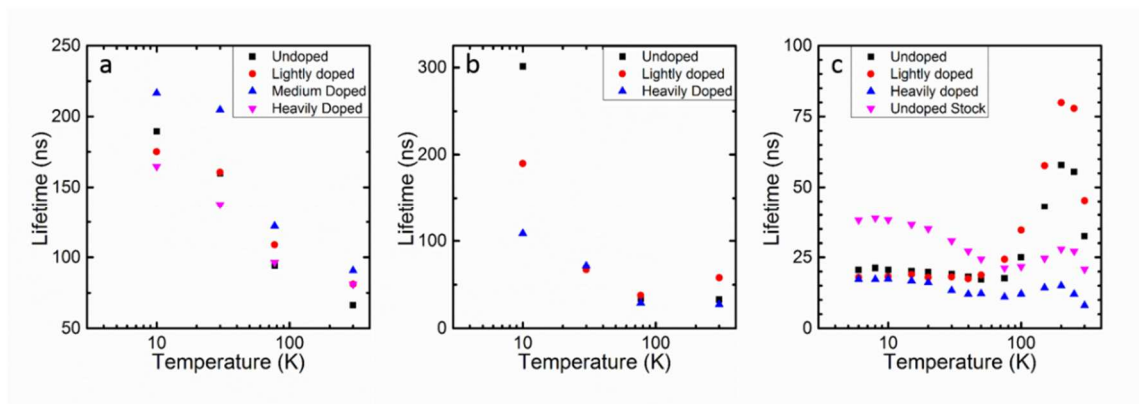 a
Undoped
Lightly doped
Medium Doped
Heavily Doped
250
200
150
100
50
10
100
Lifetime (ns)
Temperature (K)
b
Undoped
Lightly doped
Heavily Doped
300
200
100
0
10
100
Lifetime (ns)
Temperature (K)
c
Undoped
Lightly doped
Heavily doped
Undoped Stock
100
75
50
25
0
10
100
Lifetime (ns)
Temperature (K)